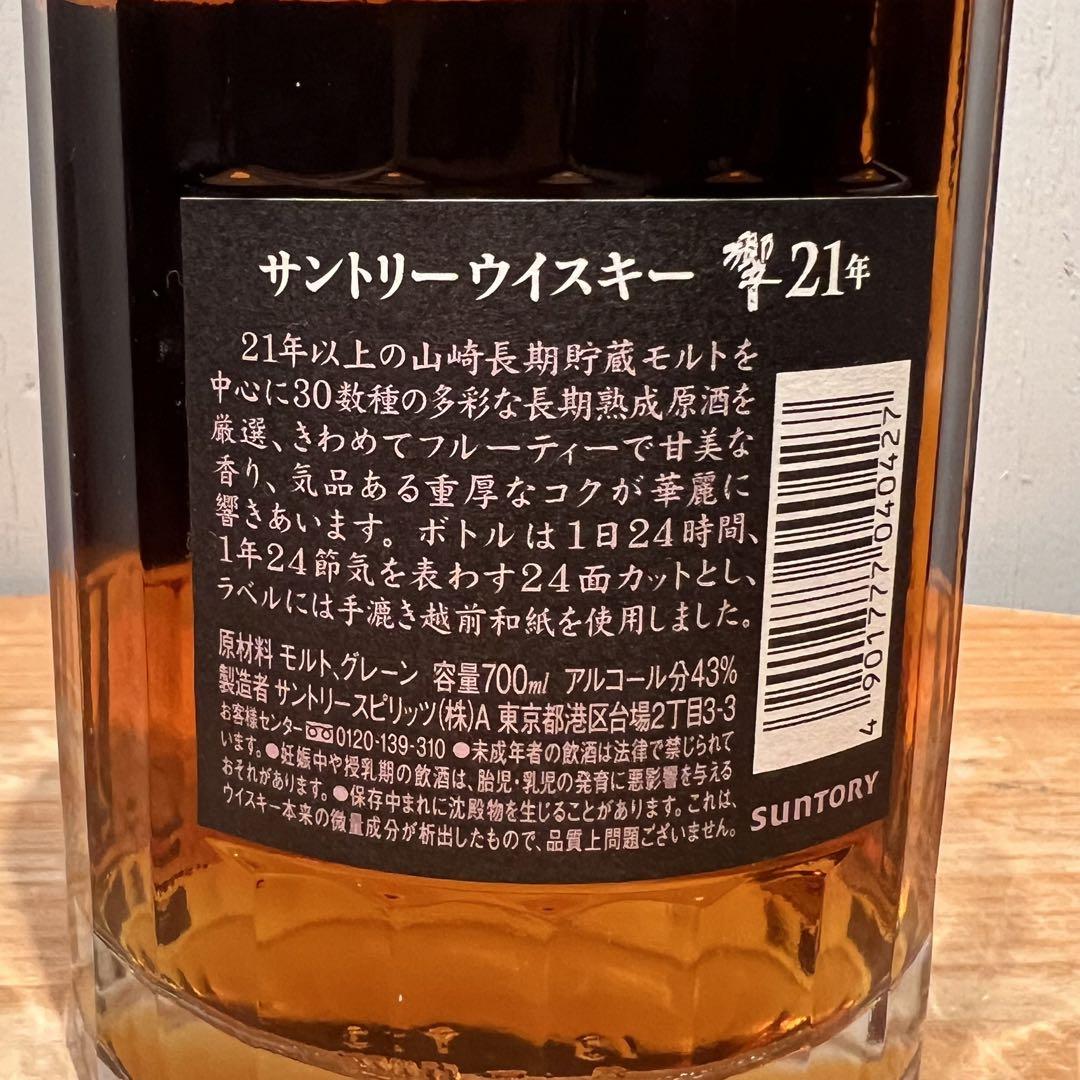 サントリーウイスキー 響 21年
21年以上の山崎長期貯蔵モルトを
中心に30数種の多彩な長期熟成原酒を
厳選、きわめてフルーティーで甘美な
香り、気品ある重厚なコクが華麗に
響きあいます。ボトルは1日24時間、
1年24節気を表わす24面カットとし、
ラベルには手漉き越前和紙を使用しました。
原材料 モルト、グレーン 容量700ml アルコール分43%
製造者 サントリースピリッツ(株)A 東京都港区台場2丁目3-3
お客様センター 0120-139-310 ●未成年者の飲酒は法律で禁じられて
います。●妊娠中や授乳期の飲酒は、胎児・乳児の発育に悪影響を与える
おそれがあります。●保存中まれに沈殿物を生じることがあります。これは、
ウイスキー本来の微量成分が析出したもので、品質上問題ございません。
4 901777 040427
SUNTORY